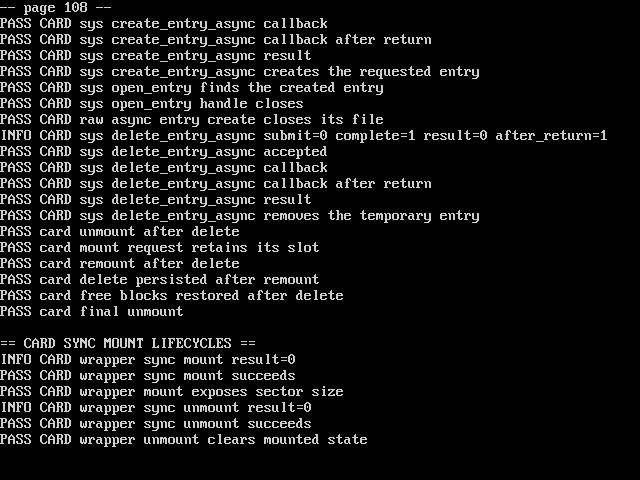 -- page 108 --
PASS CARD sys create_entry_async callback
PASS CARD sys create_entry_async callback after return
PASS CARD sys create_entry_async result
PASS CARD sys create_entry_async creates the requested entry
PASS CARD sys open_entry finds the created entry
PASS CARD sys open_entry handle closes
PASS CARD raw async entry create closes its file
INFO CARD sys delete_entry_async submit=0 complete=1 result=0 after_return=1
PASS CARD sys delete_entry_async accepted
PASS CARD sys delete_entry_async callback
PASS CARD sys delete_entry_async callback after return
PASS CARD sys delete_entry_async result
PASS CARD sys delete_entry_async removes the temporary entry
PASS card unmount after delete
PASS card mount request retains its slot
PASS card remount after delete
PASS card delete persisted after remount
PASS card free blocks restored after delete
PASS card final unmount
== CARD SYNC MOUNT LIFECYCLES ==
INFO CARD wrapper sync mount result=0
PASS CARD wrapper sync mount succeeds
PASS CARD wrapper mount exposes sector size
INFO CARD wrapper sync unmount result=0
PASS CARD wrapper sync unmount succeeds
PASS CARD wrapper unmount clears mounted state